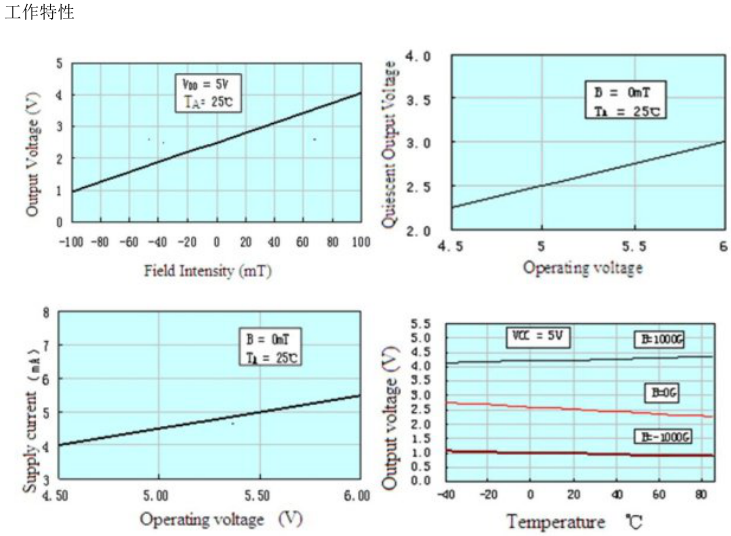 工作特性
Output Voltage (V)
5
4
3
2
1
0
V_DD = 5V
T_A= 25℃
-100 -80 -60 -40 -20 0 20 40 60 80 100
Field Intensity (mT)
Quiescent Output Voltage
4.0
3.5
3.0
2.5
2.0
B = 0mT
T_A = 25℃
4.5 5 5.5 6
Operating voltage
Supply current (mA)
8
7
6
5
4
3
B = 0mT
T_A = 25℃
4.50 5.00 5.50 6.00
Operating voltage (V)
Output voltage (V)
5.5
5.0
4.5
4.0
3.5
3.0
2.5
2.0
1.5
1.0
0.5
0.0
VCC = 5V
B=1000G
B=0G
B=-1000G
-40 -20 0 20 40 60 80
Temperature ℃